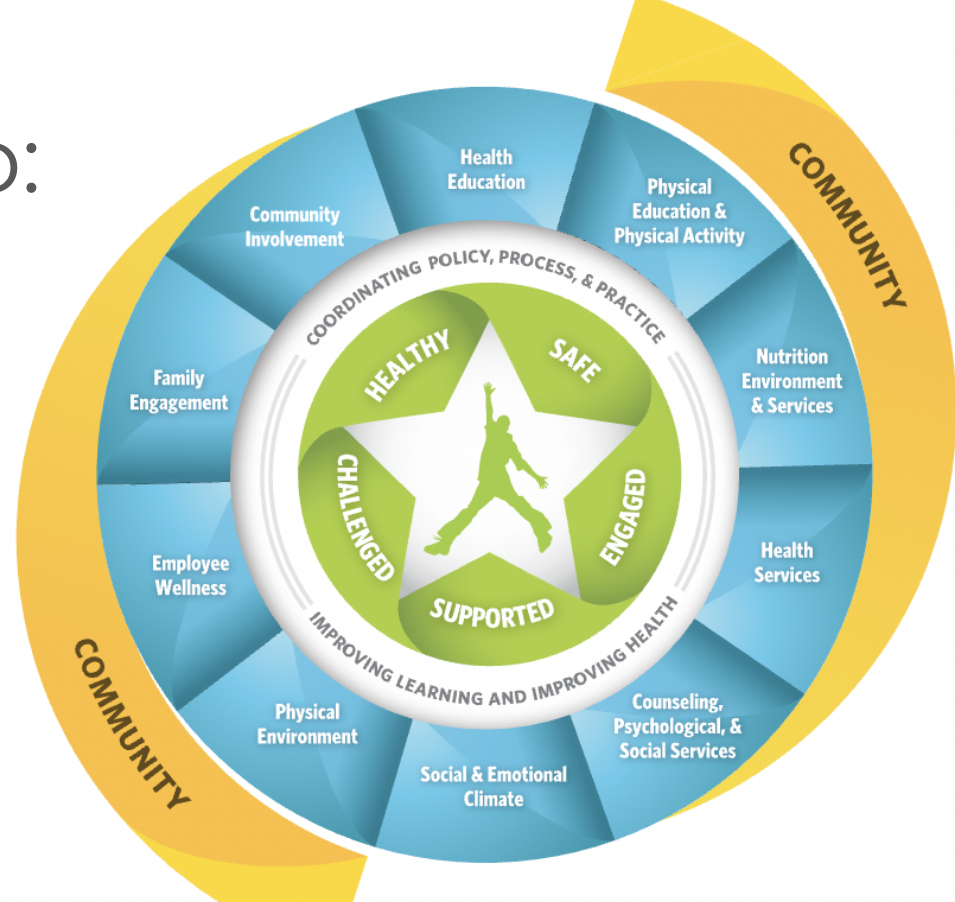 o:
COMMUNITY
Health
Education
Physical
Education &
Physical Activity
Nutrition
Environment
& Services
Health
Services
Counseling,
Psychological, &
Social Services
Social & Emotional
Climate
Physical
Environment
Employee
Wellness
Family
Engagement
Community
Involvement
COORDINATING POLICY, PROCESS, & PRACTICE
IMPROVING LEARNING AND IMPROVING HEALTH
HEALTHY
SAFE
ENGAGED
SUPPORTED
CHALLENGED
COMMUNITY